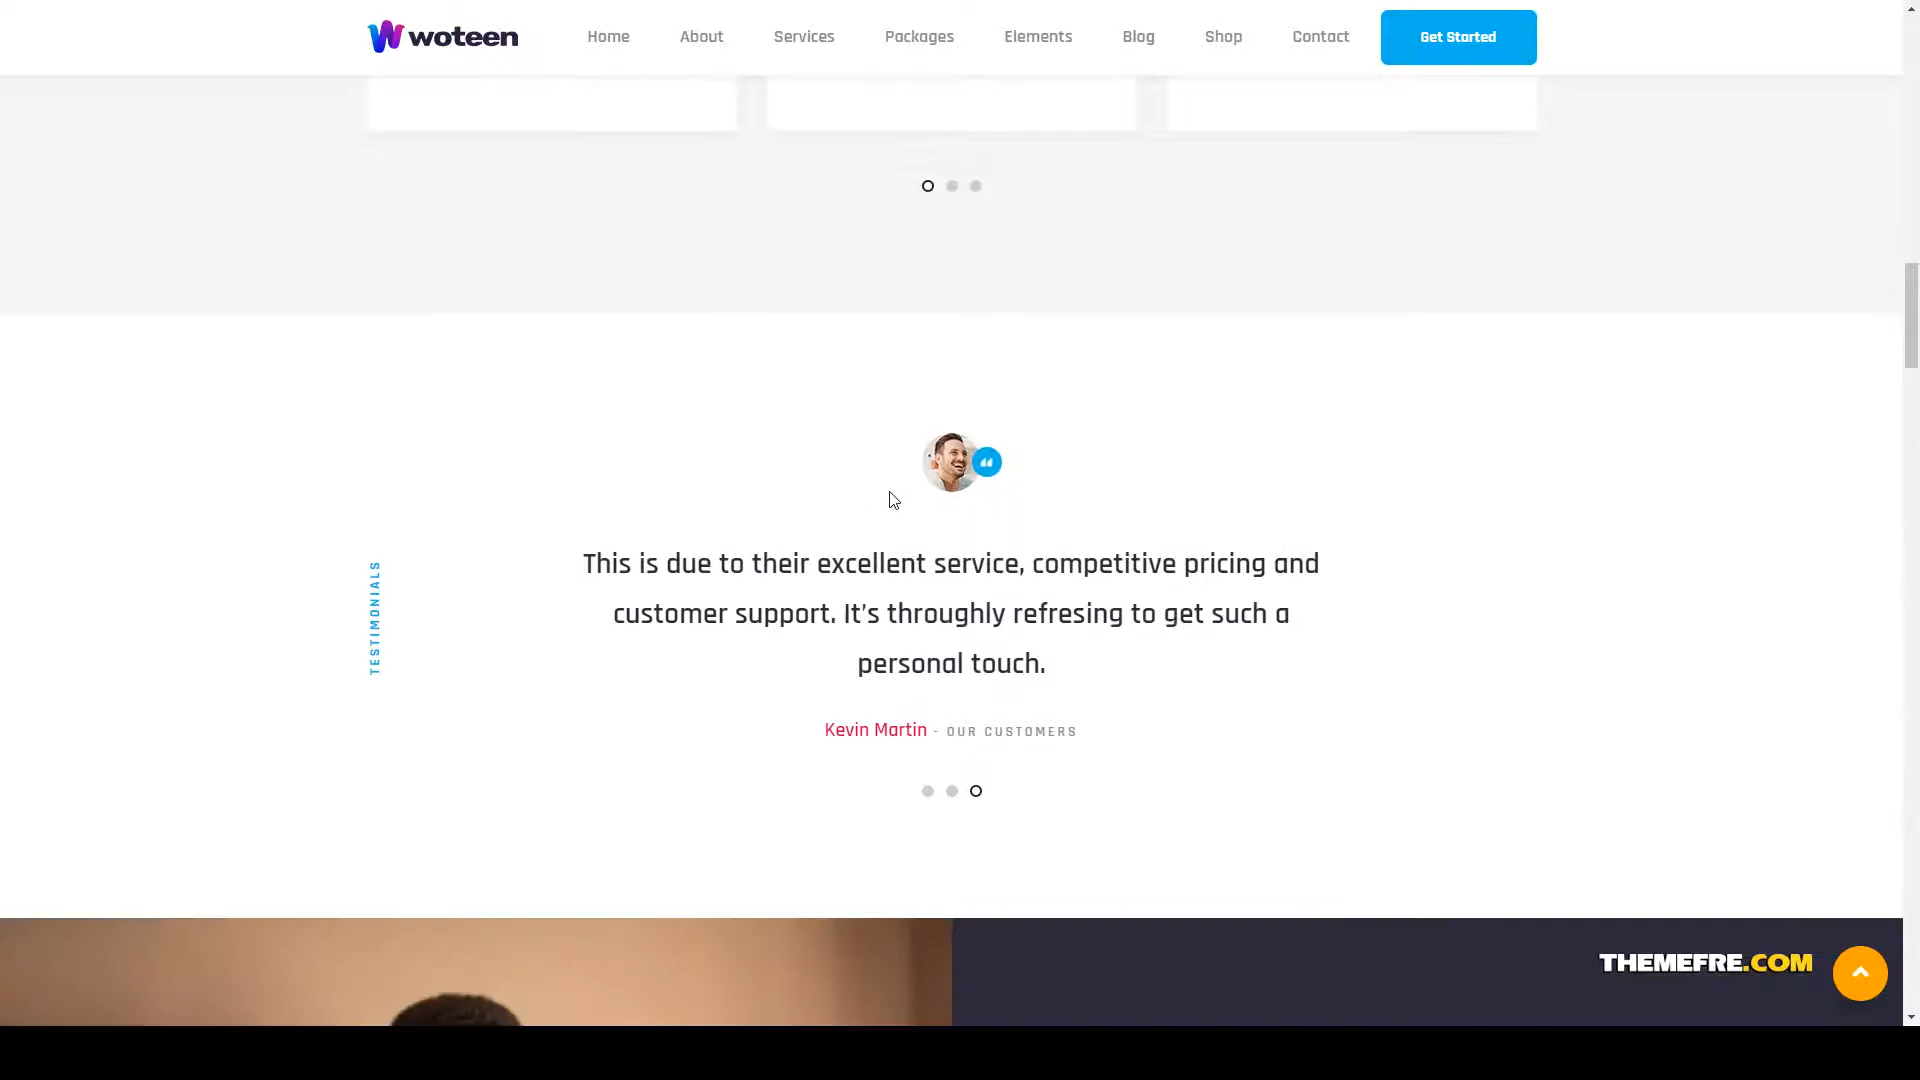 woteen
Home About Services Packages Elements Blog Shop Contact Get Started
TESTIMONIALS
This is due to their excellent service, competitive pricing and
customer support. It’s throughly refresing to get such a
personal touch.
Kevin Martin - OUR CUSTOMERS
THEMEFRE.COM